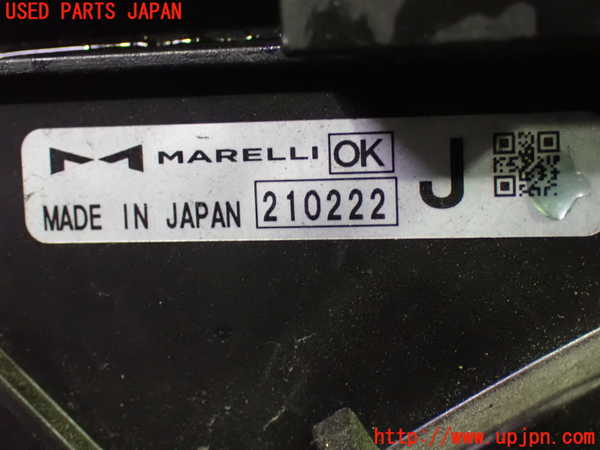 USED PARTS JAPAN
MARELLI OK J
MADE IN JAPAN 210222
http://www.upjpn.com/